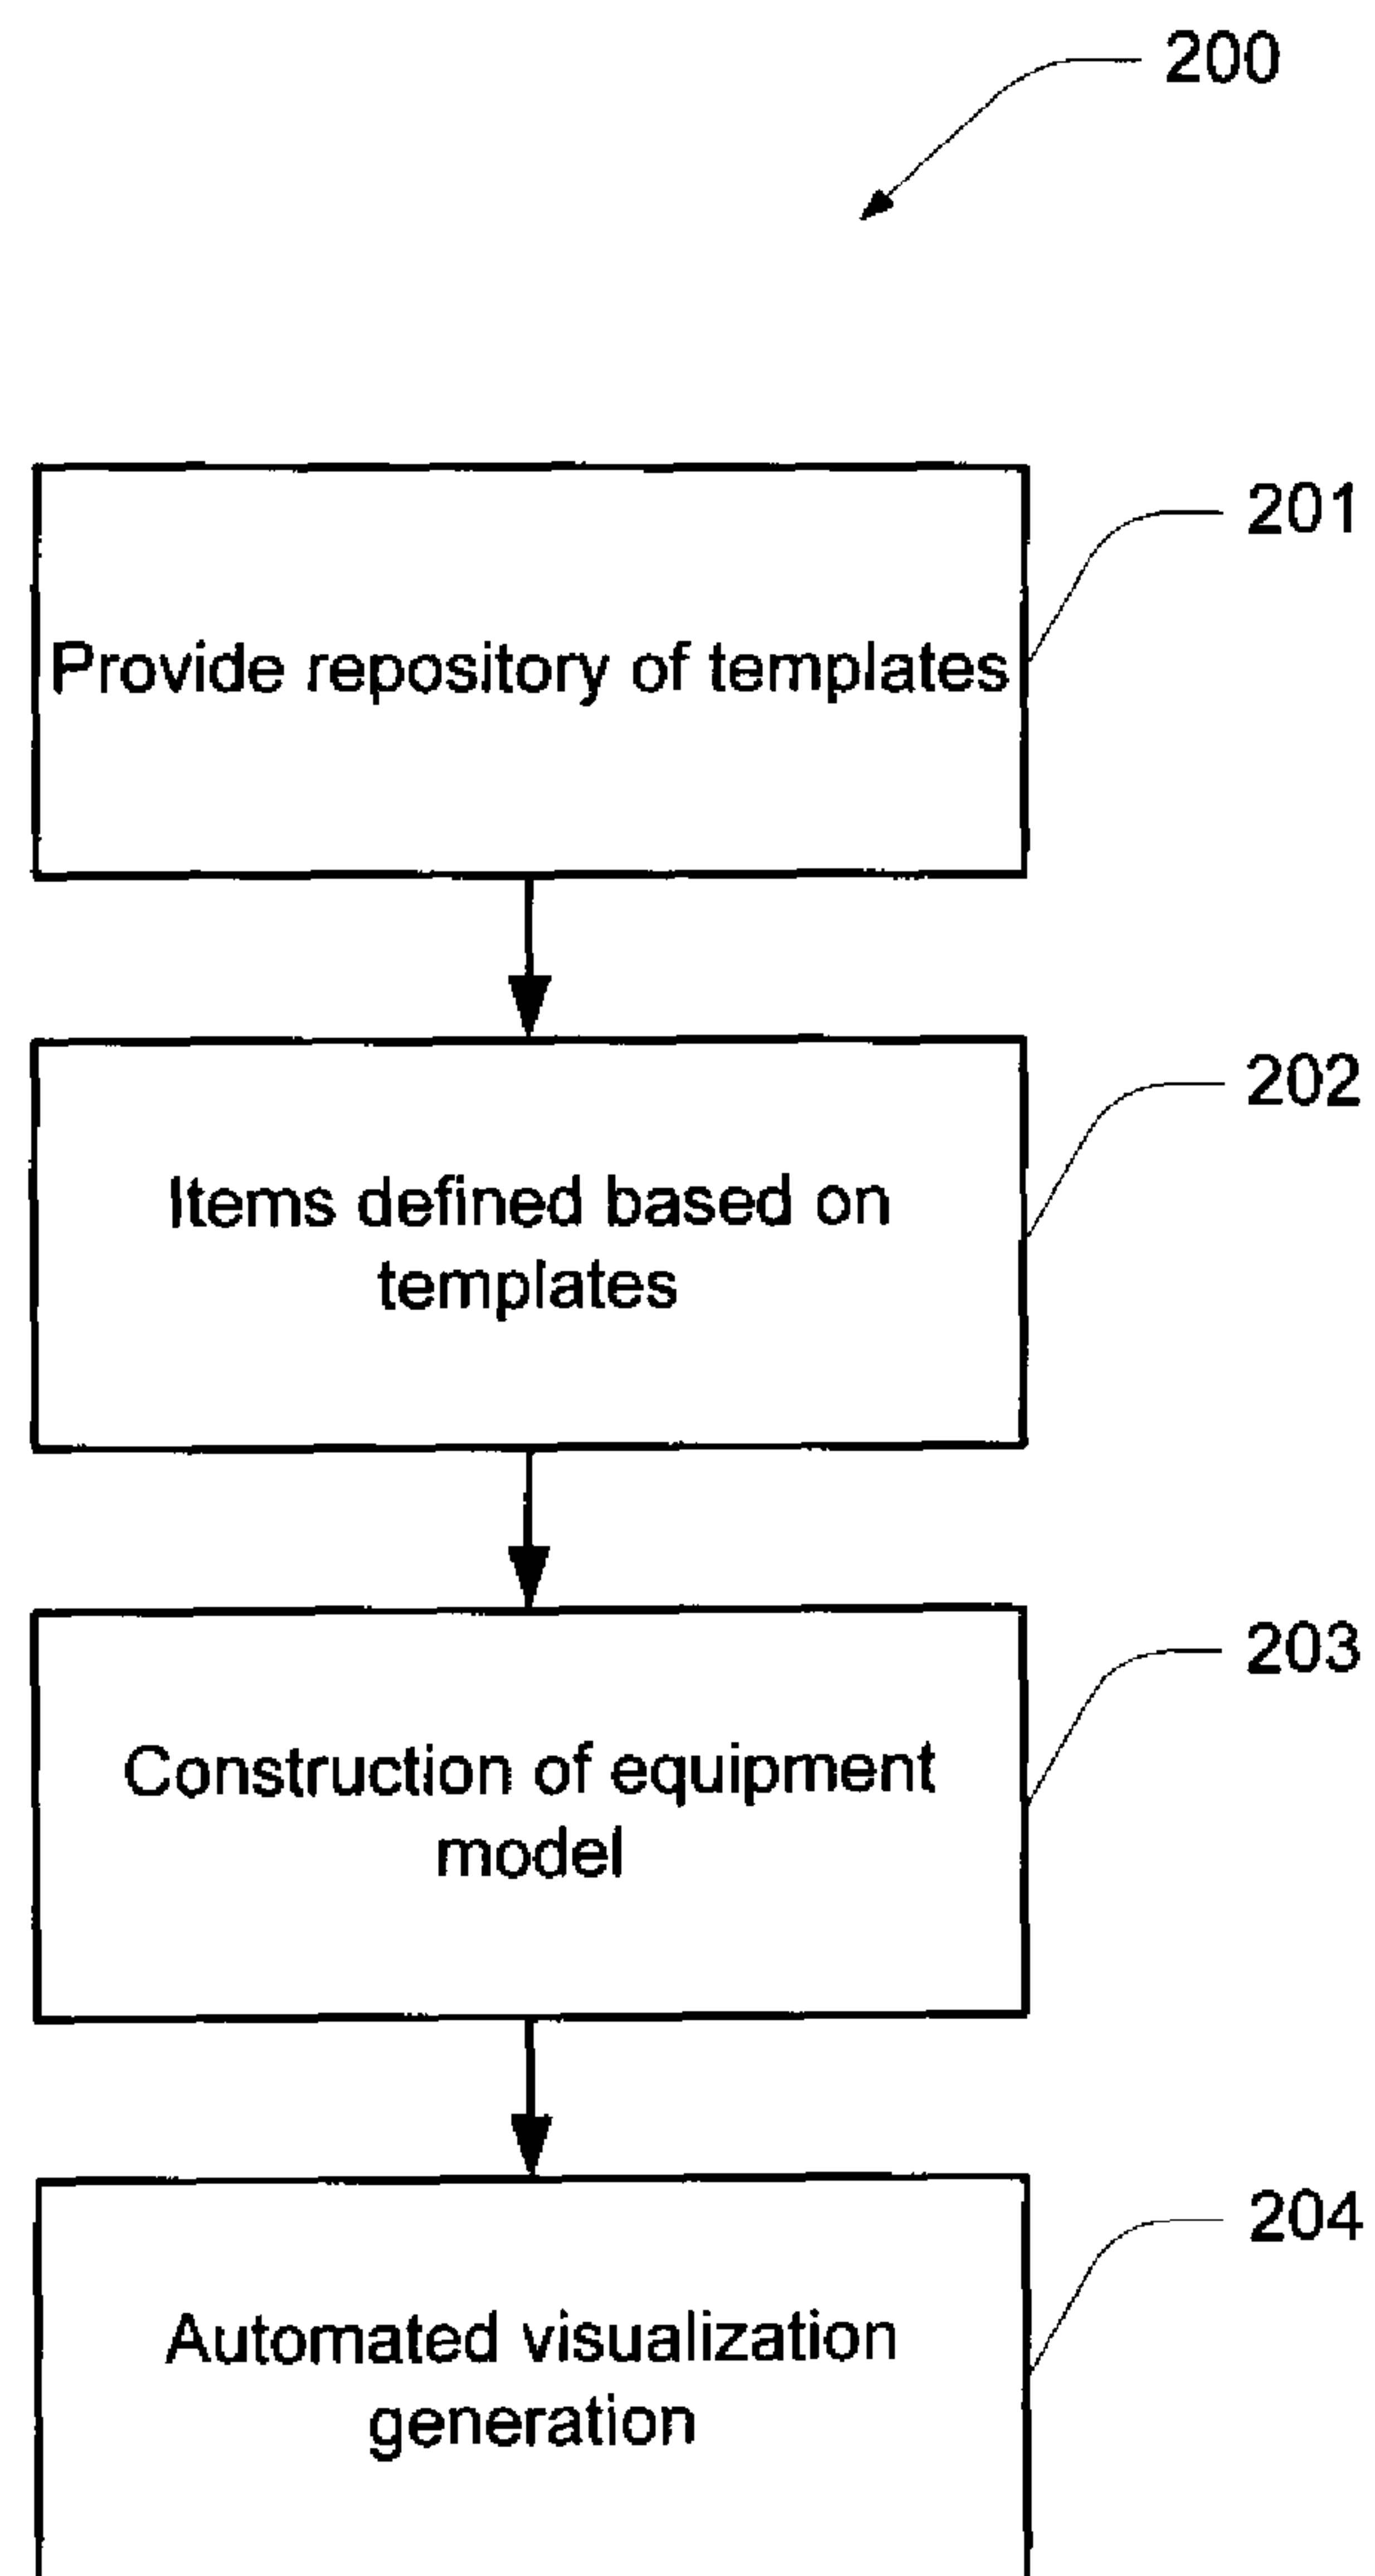 200
201
Provide repository of templates
202
Items defined based on
templates
203
Construction of equipment
model
204
Automated visualization
generation